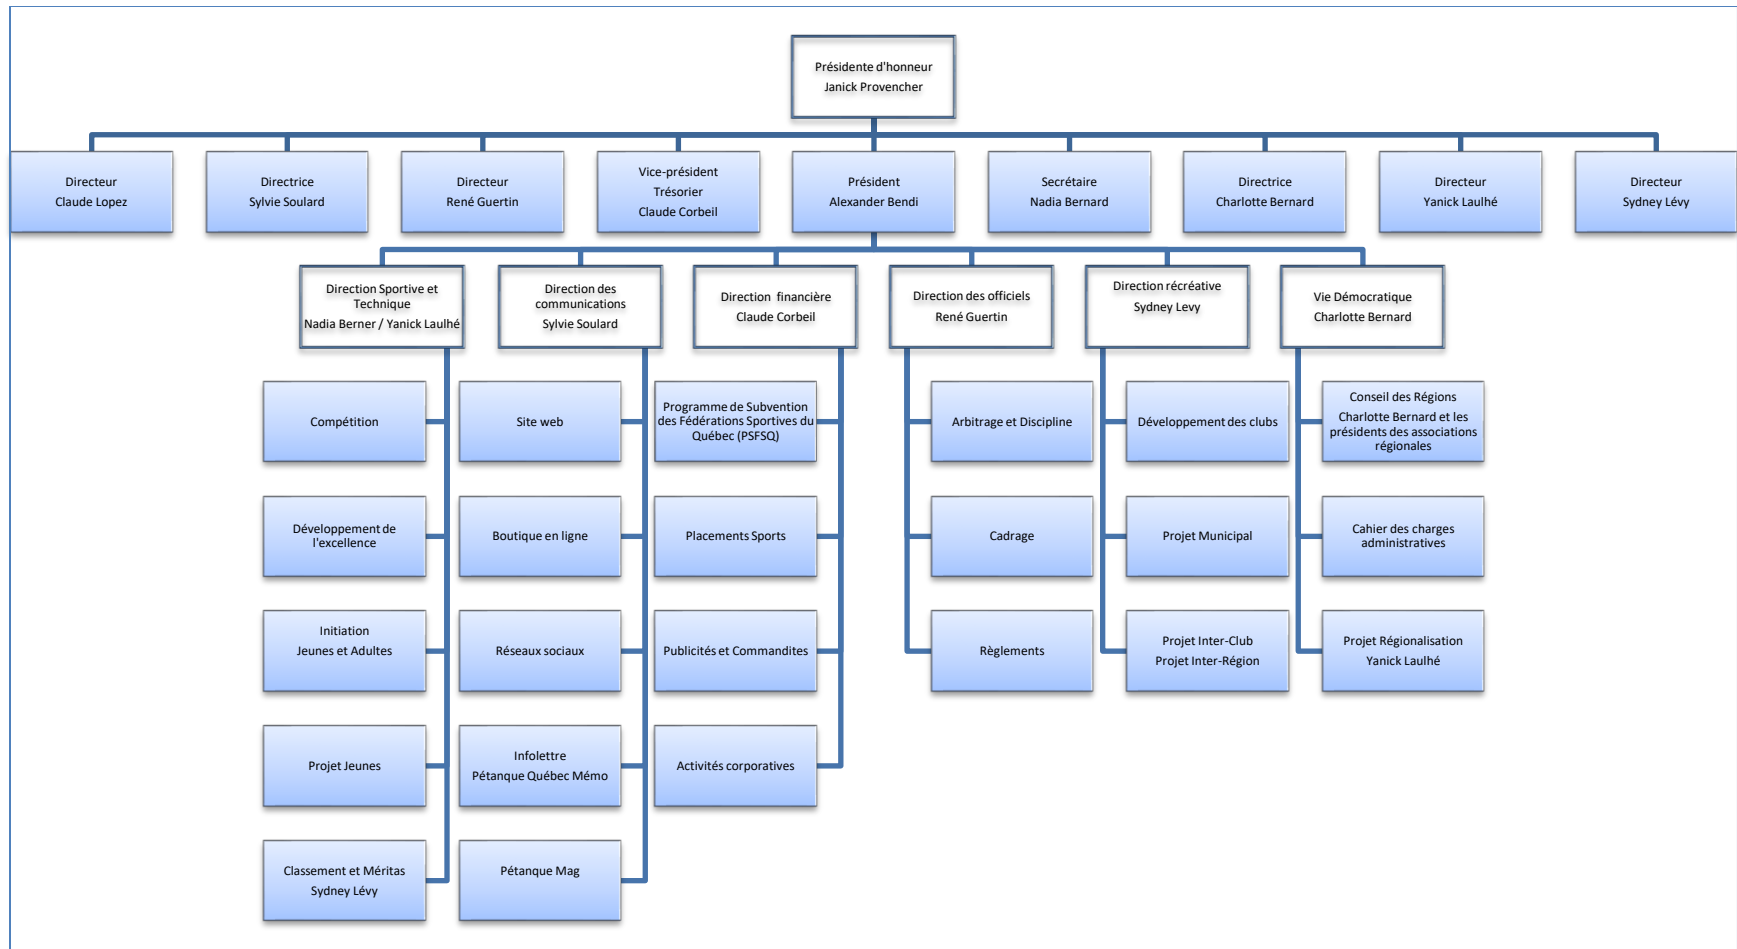 Présidente d'honneur
Janick Provencher
Directeur
Claude Lopez
Directrice
Sylvie Soulard
Directeur
René Guertin
Vice-président
Trésorier
Claude Corbeil
Président
Alexander Bendi
Secrétaire
Nadia Bernard
Directrice
Charlotte Bernard
Directeur
Yanick Laulhé
Directeur
Sydney Lévy
Direction Sportive et
Technique
Nadia Berner / Yanick Laulhé
Direction des
communications
Sylvie Soulard
Direction financière
Claude Corbeil
Direction des officiels
René Guertin
Direction récréative
Sydney Levy
Vie Démocratique
Charlotte Bernard
Compétition
Développement de
l'excellence
Initiation
Jeunes et Adultes
Projet Jeunes
Classement et Méritas
Sydney Lévy
Site web
Boutique en ligne
Réseaux sociaux
Infolettre
Pétanque Québec Mémo
Pétanque Mag
Programme de Subvention
des Fédérations Sportives du
Québec (PSFSQ)
Placements Sports
Publicités et Commandites
Activités corporatives
Arbitrage et Discipline
Cadrage
Règlements
Développement des clubs
Projet Municipal
Projet Inter-Club
Projet Inter-Région
Conseil des Régions
Charlotte Bernard et les
présidents des associations
régionales
Cahier des charges
administratives
Projet Régionalisation
Yanick Laulhé